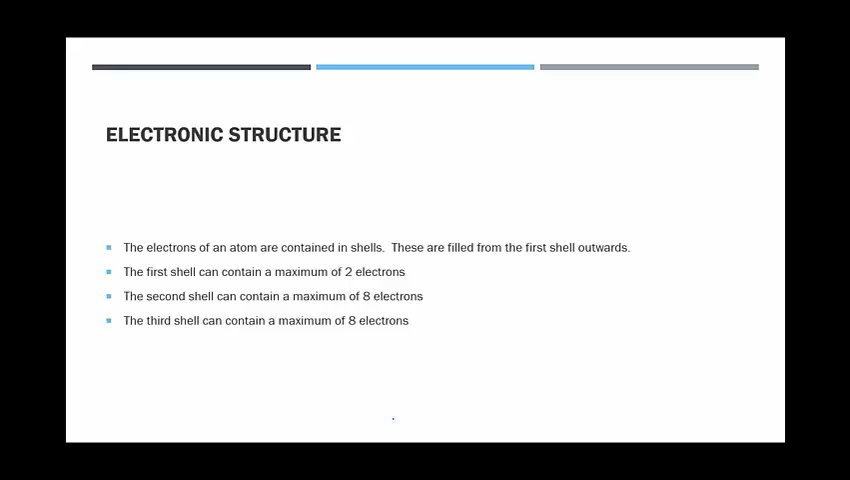 ELECTRONIC STRUCTURE
The electrons of an atom are contained in shells.  These are filled from the first shell outwards.
The first shell can contain a maximum of 2 electrons
The second shell can contain a maximum of 8 electrons
The third shell can contain a maximum of 8 electrons